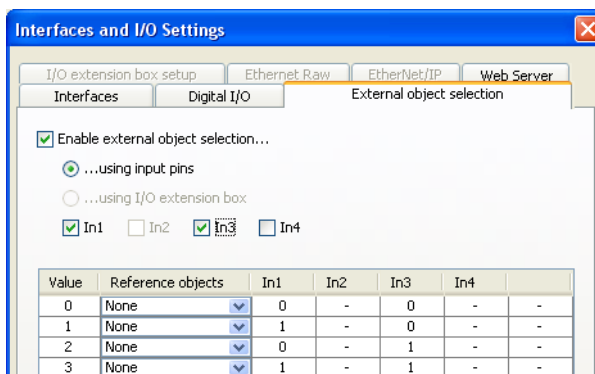 Interfaces and I/O Settings
I/O extension box setup Ethernet Raw EtherNet/IP Web Server
Interfaces Digital I/O External object selection
Enable external object selection...
...using input pins
...using I/O extension box
In1 In2 In3 In4
Value Reference objects In1 In2 In3 In4
0 None 0 - 0 - -
1 None 1 - 0 - -
2 None 0 - 1 - -
3 None 1 - 1 - -